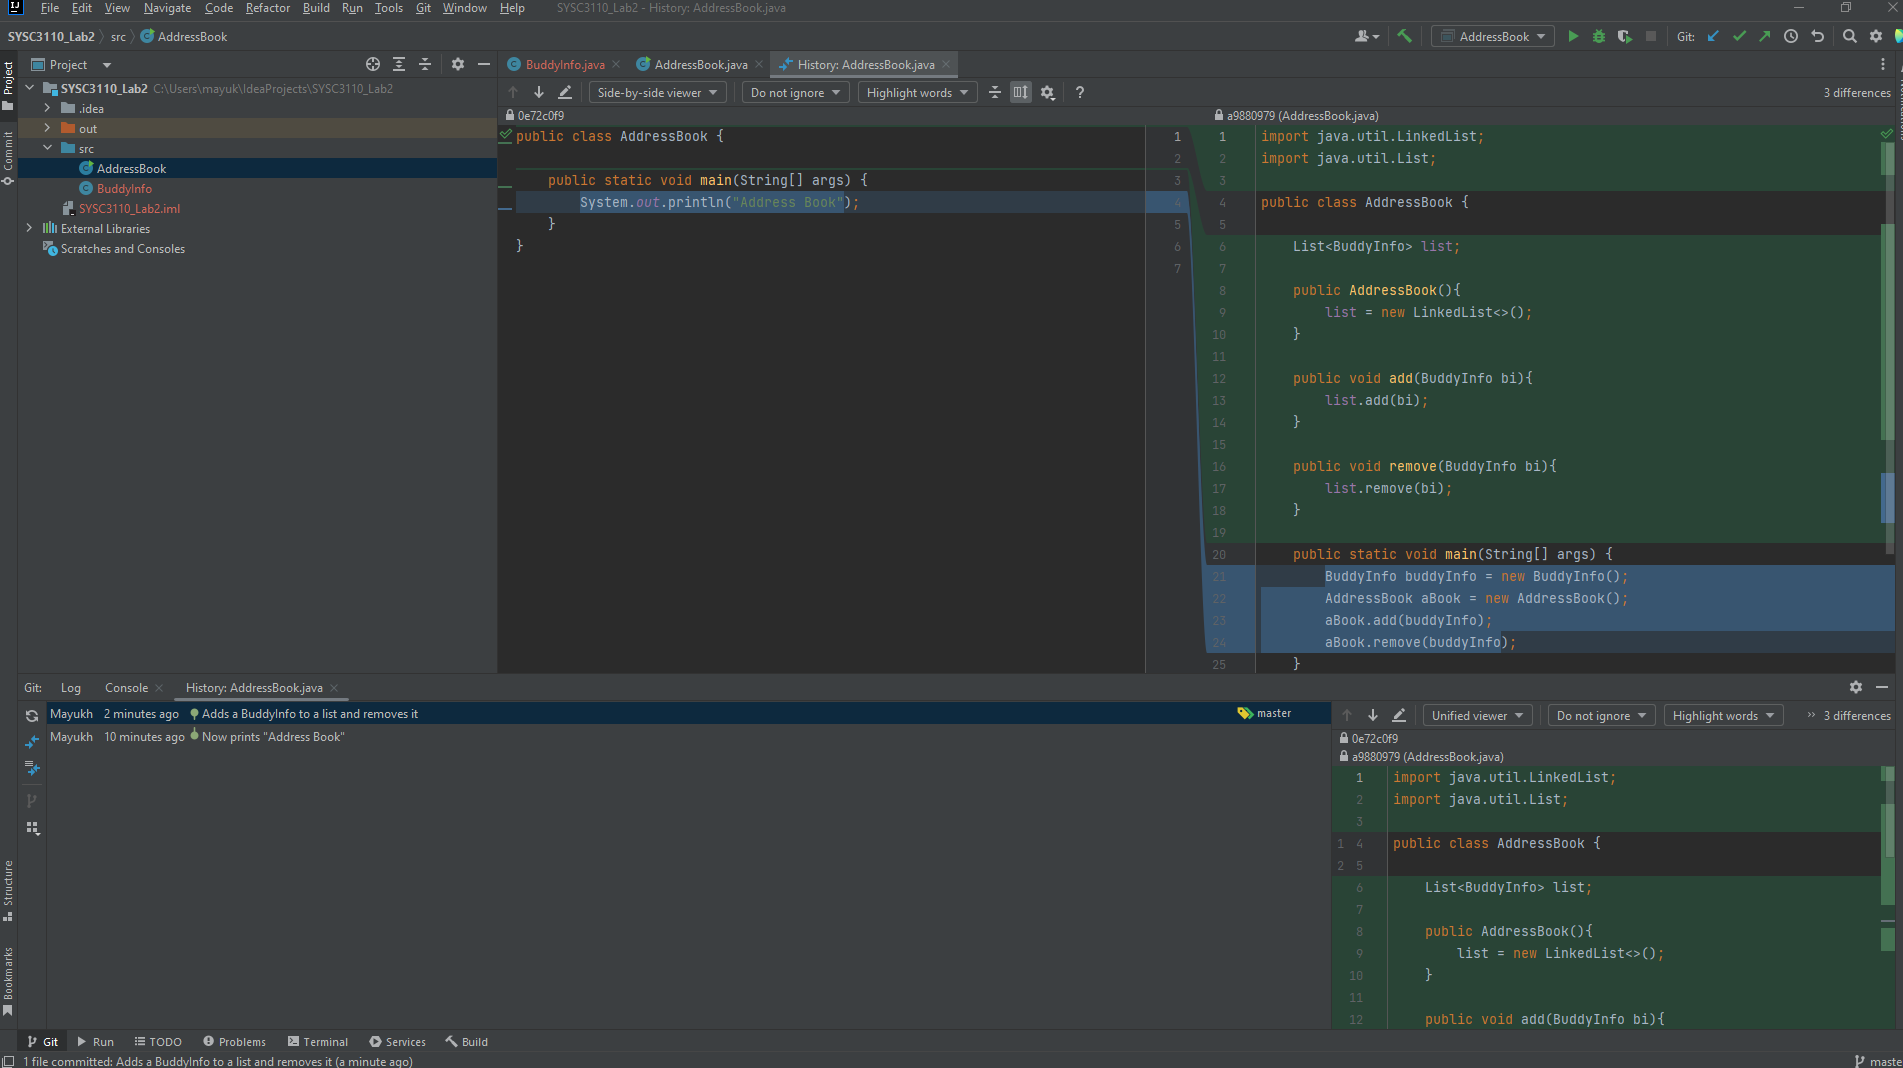 File Edit View Navigate Code Refactor Build Run Tools Git Window Help SYSC3110_Lab2 - History: AddressBook.java
SYSC3110_Lab2 src AddressBook
AddressBook Git:
Project
BuddyInfo.java AddressBook.java History: AddressBook.java
SYSC3110_Lab2 C:\Users\mayuk\IdeaProjects\SYSC3110_Lab2
.idea
out
src
AddressBook
BuddyInfo
SYSC3110_Lab2.iml
External Libraries
Scratches and Consoles
Project
Commit
Structure
Bookmarks
Side-by-side viewer Do not ignore Highlight words ? 3 differences
0e72c0f9
1 public class AddressBook {
2
3 public static void main(String[] args) {
4 System.out.println("Address Book");
5 }
6 }
7
a9880979 (AddressBook.java)
1 import java.util.LinkedList;
2 import java.util.List;
3
4 public class AddressBook {
5
6 List<BuddyInfo> list;
7
8 public AddressBook(){
9 list = new LinkedList<>();
10 }
11
12 public void add(BuddyInfo bi){
13 list.add(bi);
14 }
15
16 public void remove(BuddyInfo bi){
17 list.remove(bi);
18 }
19
20 public static void main(String[] args) {
21 BuddyInfo buddyInfo = new BuddyInfo();
22 AddressBook aBook = new AddressBook();
23 aBook.add(buddyInfo);
24 aBook.remove(buddyInfo);
25 }
Git: Log Console History: AddressBook.java
Mayukh 2 minutes ago Adds a BuddyInfo to a list and removes it master
Mayukh 10 minutes ago Now prints "Address Book"
Unified viewer Do not ignore Highlight words 3 differences
0e72c0f9
a9880979 (AddressBook.java)
1 import java.util.LinkedList;
2 import java.util.List;
3
1 4 public class AddressBook {
2 5
6 List<BuddyInfo> list;
7
8 public AddressBook(){
9 list = new LinkedList<>();
10 }
11
12 public void add(BuddyInfo bi){
Git Run TODO Problems Terminal Services Build
1 file committed: Adds a BuddyInfo to a list and removes it (a minute ago) maste